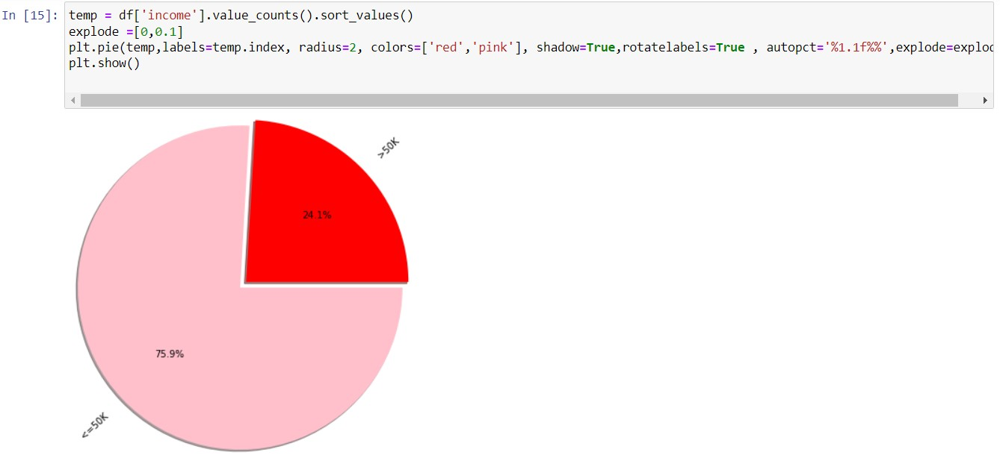 In [15]: temp = df['income'].value_counts().sort_values()
explode =[0,0.1]
plt.pie(temp,labels=temp.index, radius=2, colors=['red','pink'], shadow=True,rotatelabels=True , autopct='%1.1f%%',explode=explod
plt.show()
>50K
24.1%
75.9%
<=50K